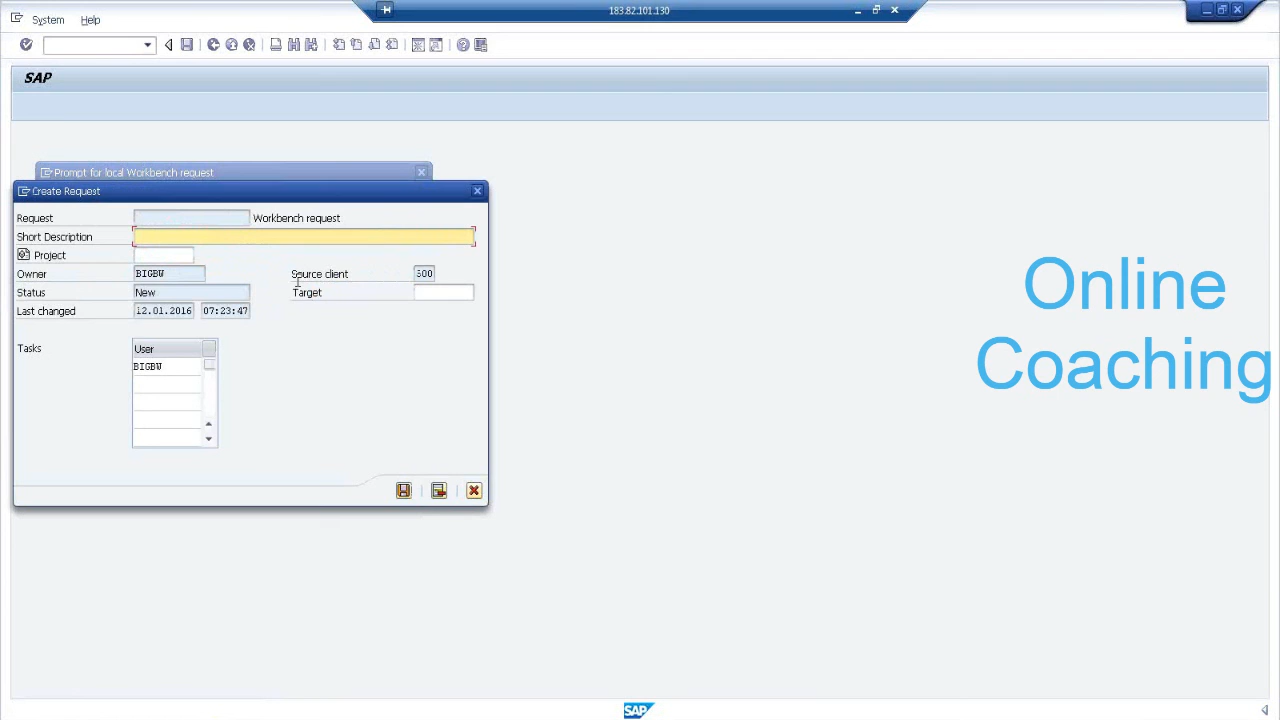 183.82.101.130
System Help
SAP
Prompt for local Workbench request
Create Request
Request Workbench request
Short Description
Project
Owner BIGBW Source client 500
Status New Target
Last changed 12.01.2016 07:23:47
Tasks User
BIGBW
Online
Coaching
SAP